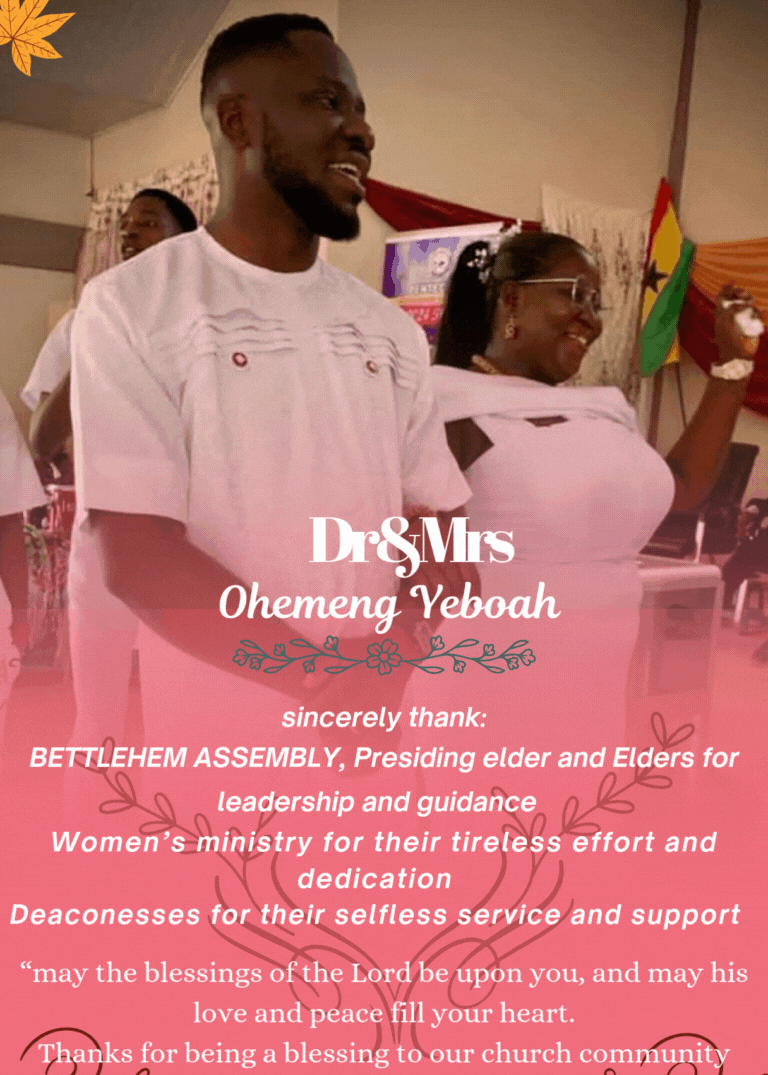 Dr&Mrs
Ohemeng Yeboah
sincerely thank:
BETTLEHEM ASSEMBLY, Presiding elder and Elders for
leadership and guidance
Women's ministry for their tireless effort and
dedication
Deaconesses for their selfless service and support
“may the blessings of the Lord be upon you, and may his
love and peace fill your heart.
Thanks for being a blessing to our church community